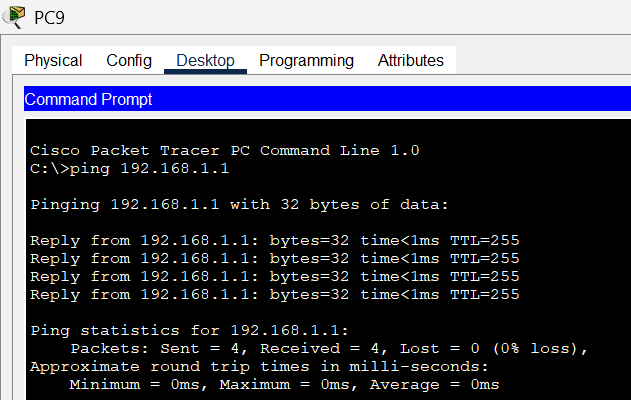 PC9
Physical Config Desktop Programming Attributes
Command Prompt
Cisco Packet Tracer PC Command Line 1.0
C:\>ping 192.168.1.1
Pinging 192.168.1.1 with 32 bytes of data:
Reply from 192.168.1.1: bytes=32 time<1ms TTL=255
Reply from 192.168.1.1: bytes=32 time<1ms TTL=255
Reply from 192.168.1.1: bytes=32 time<1ms TTL=255
Reply from 192.168.1.1: bytes=32 time<1ms TTL=255
Ping statistics for 192.168.1.1:
Packets: Sent = 4, Received = 4, Lost = 0 (0% loss),
Approximate round trip times in milli-seconds:
Minimum = 0ms, Maximum = 0ms, Average = 0ms